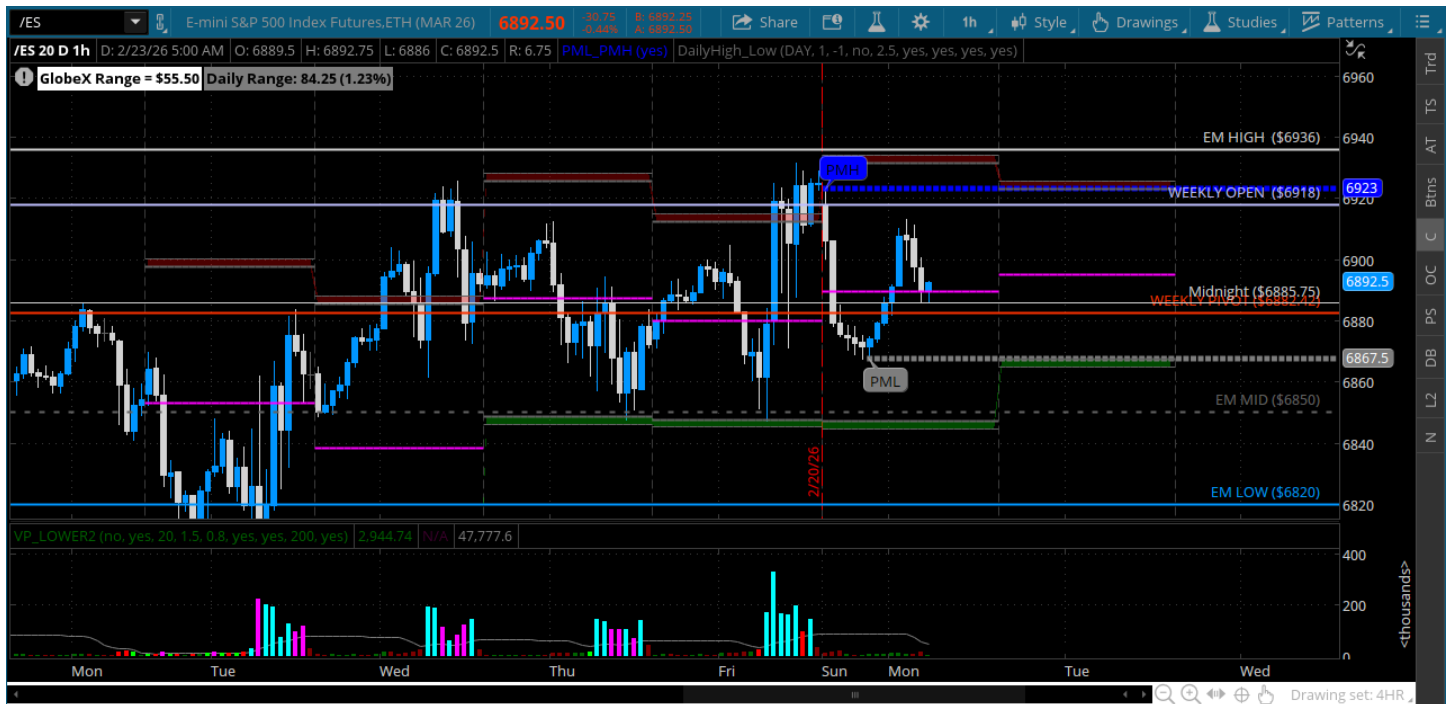 /ES E-mini S&P 500 Index Futures,ETH (MAR 26) 6892.50 -30.75 -0.44% B: 6892.25 A: 6892.50 Share 1h Style Drawings Studies Patterns
/ES 20 D 1h D: 2/23/26 5:00 AM O: 6889.5 H: 6892.75 L: 6886 C: 6892.5 R: 6.75 PML_PMH (yes) DailyHigh_Low (DAY, 1, -1, no, 2.5, yes, yes, yes, yes)
GlobeX Range = $55.50 Daily Range: 84.25 (1.23%)
6960
EM HIGH ($6936)
6940
PMH
6923
WEEKLY OPEN ($6918)
6920
6900
6892.5
Midnight ($6885.75)
WEEKLY PIVOT ($6882.42)
6880
6867.5
PML
6860
EM MID ($6850)
6840
2/20/26
EM LOW ($6820)
6820
VP_LOWER2 (no, yes, 20, 1.5, 0.8, yes, yes, 200, yes) 2,944.74 N/A 47,777.6
400
200
0
<thousands>
Mon Tue Wed Thu Fri Sun Mon Tue Wed
Drawing set: 4HR
Trd
TS
AT
Btns
C
OC
PS
DB
L2
N